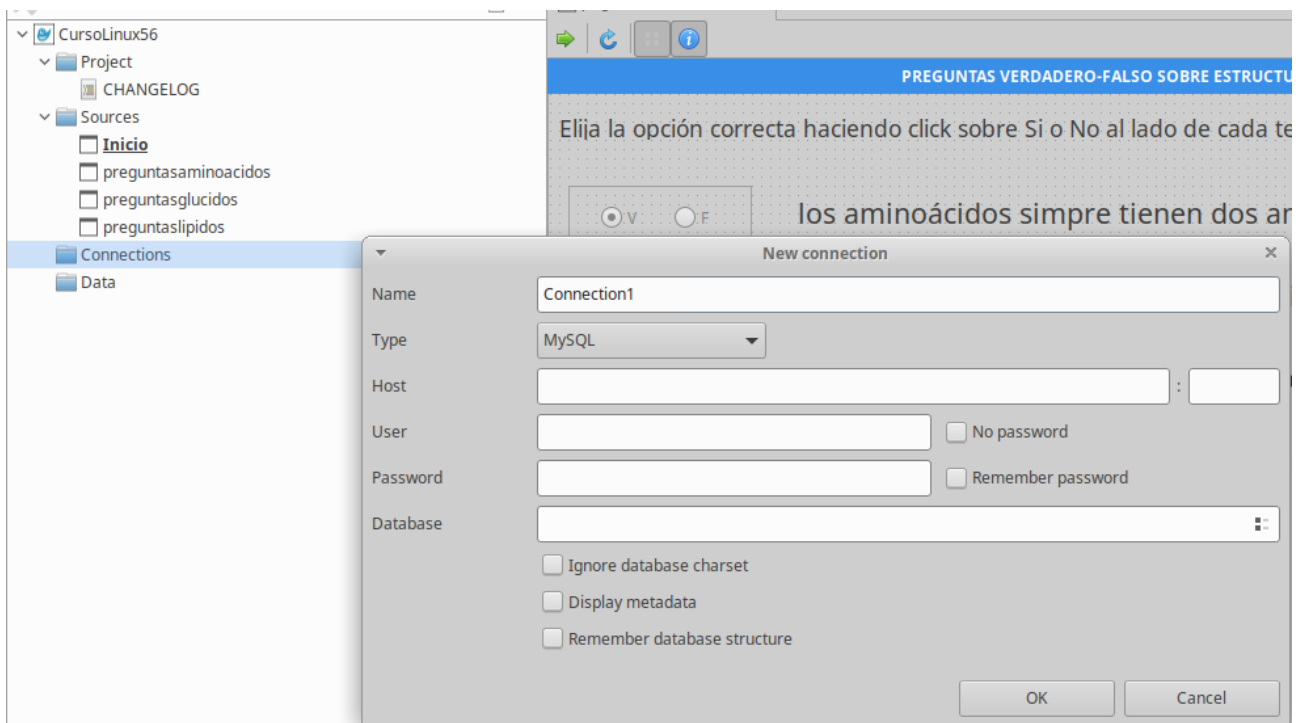 CursoLinux56
Project
CHANGELOG
Sources
Inicio
preguntasaminoacidos
preguntasglucidos
preguntaslipidos
Connections
Data
PREGUNTAS VERDADERO-FALSO SOBRE ESTRUCTU
Elija la opción correcta haciendo click sobre Si o No al lado de cada te
V F los aminoácidos simpre tienen dos ar
New connection
Name Connection1
Type MySQL
Host :
User No password
Password Remember password
Database
Ignore database charset
Display metadata
Remember database structure
OK Cancel